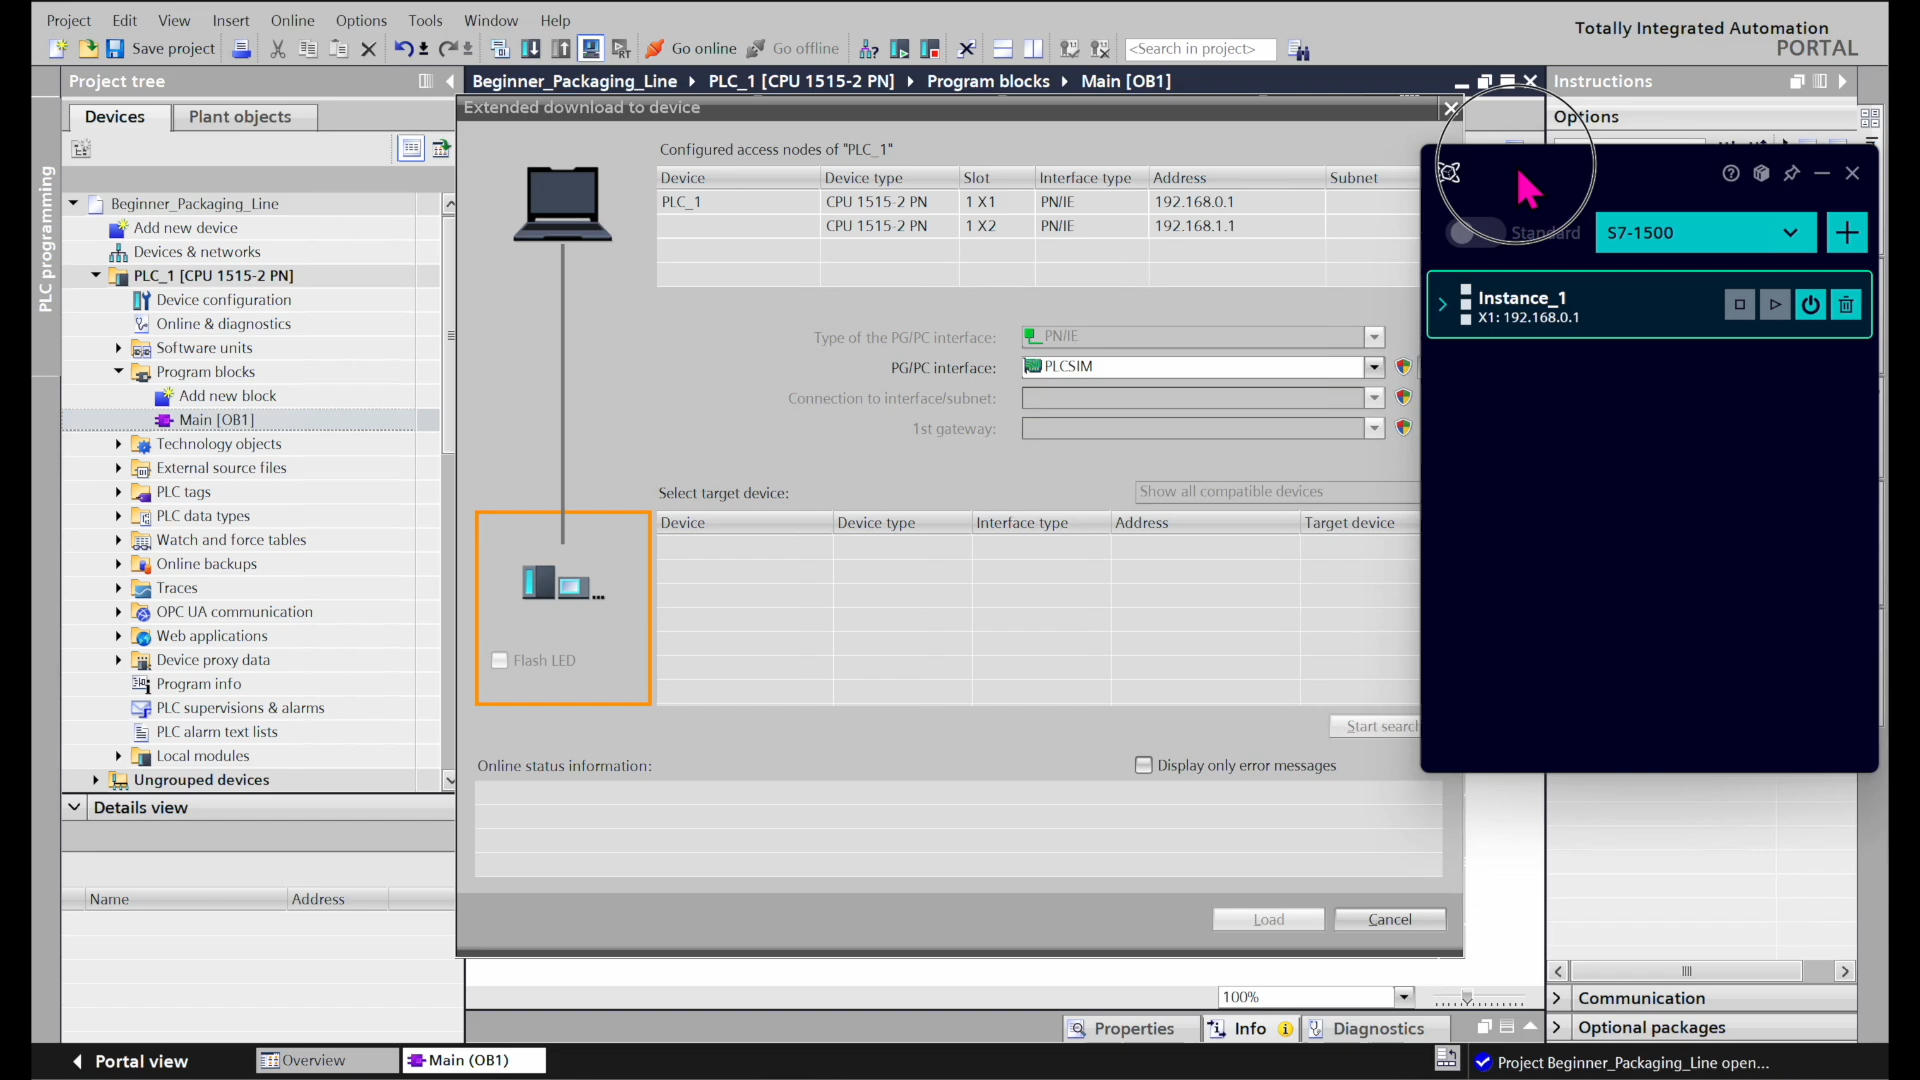 Project Edit View Insert Online Options Tools Window Help
Totally Integrated Automation
PORTAL
Save project
Go online
Go offline
<Search in project>
Project tree
Beginner_Packaging_Line PLC_1 [CPU 1515-2 PN] Program blocks Main [OB1]
Instructions
Devices
Plant objects
Options
PLC programming
Beginner_Packaging_Line
Add new device
Devices & networks
PLC_1 [CPU 1515-2 PN]
Device configuration
Online & diagnostics
Software units
Program blocks
Add new block
Main [OB1]
Technology objects
External source files
PLC tags
PLC data types
Watch and force tables
Online backups
Traces
OPC UA communication
Web applications
Device proxy data
Program info
PLC supervisions & alarms
PLC alarm text lists
Local modules
Ungrouped devices
Details view
Name Address
Extended download to device
Configured access nodes of "PLC_1"
Device Device type Slot Interface type Address Subnet
PLC_1 CPU 1515-2 PN 1 X1 PN/IE 192.168.0.1
CPU 1515-2 PN 1 X2 PN/IE 192.168.1.1
Type of the PG/PC interface: PN/IE
PG/PC interface: PLCSIM
Connection to interface/subnet:
1st gateway:
Select target device:
Show all compatible devices
Device Device type Interface type Address Target device
Flash LED
Start search
Online status information:
Display only error messages
Load
Cancel
Standard
S7-1500
Instance_1
X1: 192.168.0.1
100%
Properties
Info
Diagnostics
Communication
Optional packages
Portal view
Overview
Main (OB1)
Project Beginner_Packaging_Line open...